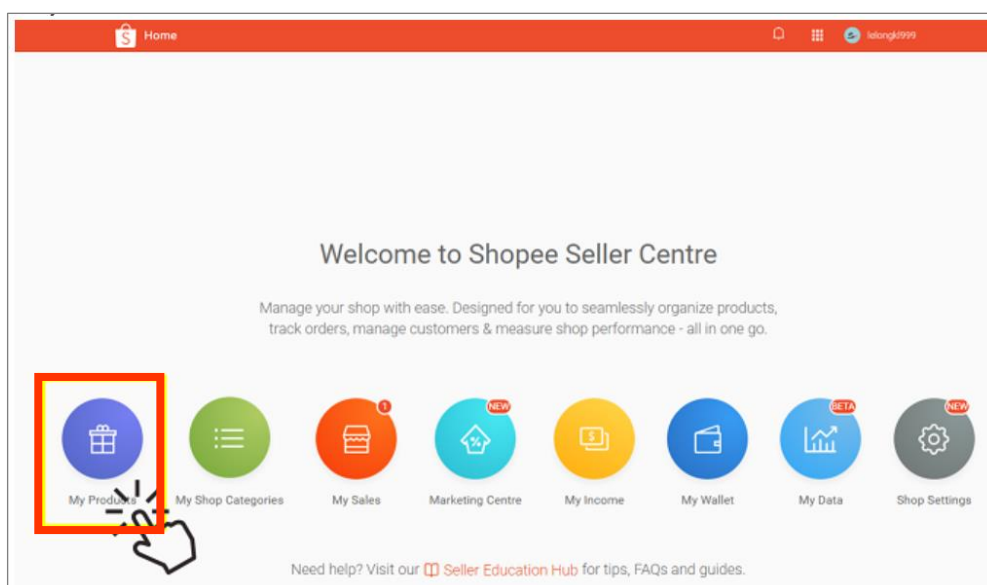 S Home lelongkl999
Welcome to Shopee Seller Centre
Manage your shop with ease. Designed for you to seamlessly organize products,
track orders, manage customers & measure shop performance - all in one go.
1 NEW BETA NEW
% $
My Products My Shop Categories My Sales Marketing Centre My Income My Wallet My Data Shop Settings
Need help? Visit our Seller Education Hub for tips, FAQs and guides.